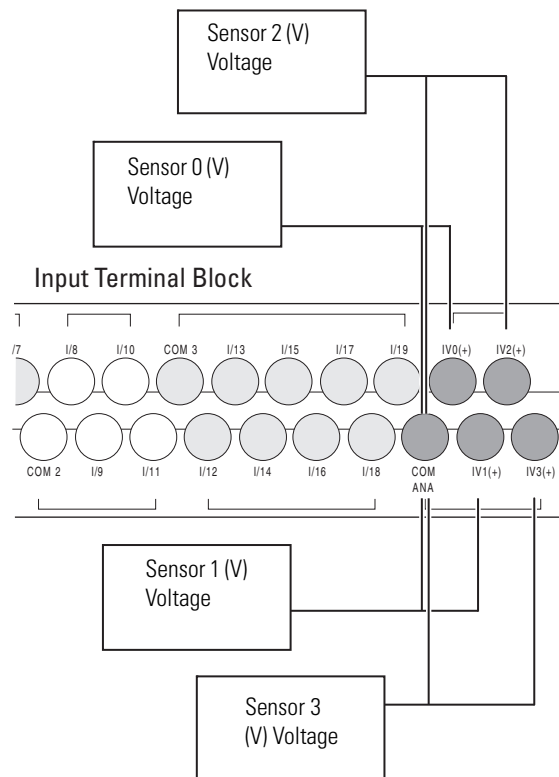 Sensor 2 (V)
Voltage
Sensor 0 (V)
Voltage
Input Terminal Block
/7 I/8 I/10 COM 3 I/13 I/15 I/17 I/19 IV0(+) IV2(+)
COM 2 I/9 I/11 I/12 I/14 I/16 I/18 COM IV1(+) IV3(+)
ANA
Sensor 1 (V)
Voltage
Sensor 3
(V) Voltage